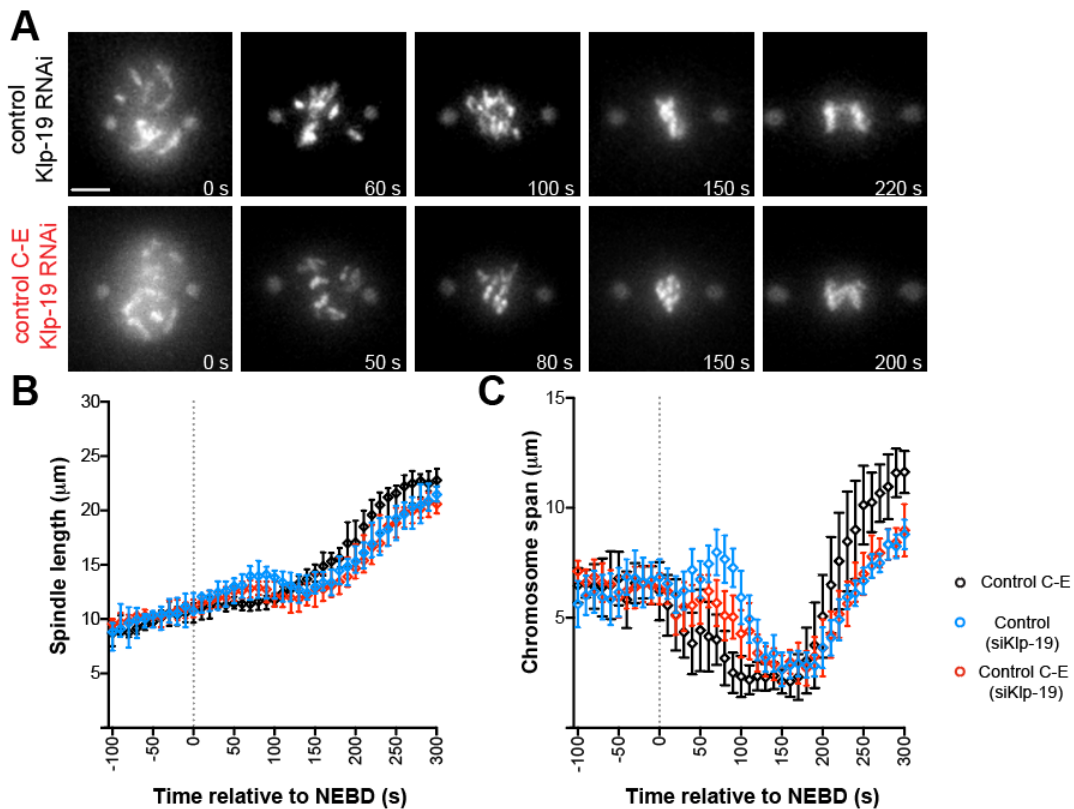 A
control
Klp-19 RNAi
0 s
60 s
100 s
150 s
220 s
control C-E
Klp-19 RNAi
0 s
50 s
80 s
150 s
200 s
B
30
25
20
15
10
5
Spindle length (μm)
-100
-50
0
50
100
150
200
250
300
Time relative to NEBD (s)
C
15
10
5
Chromosome span (μm)
-100
-50
0
50
100
150
200
250
300
Time relative to NEBD (s)
Control C-E
Control
(siKlp-19)
Control C-E
(siKlp-19)